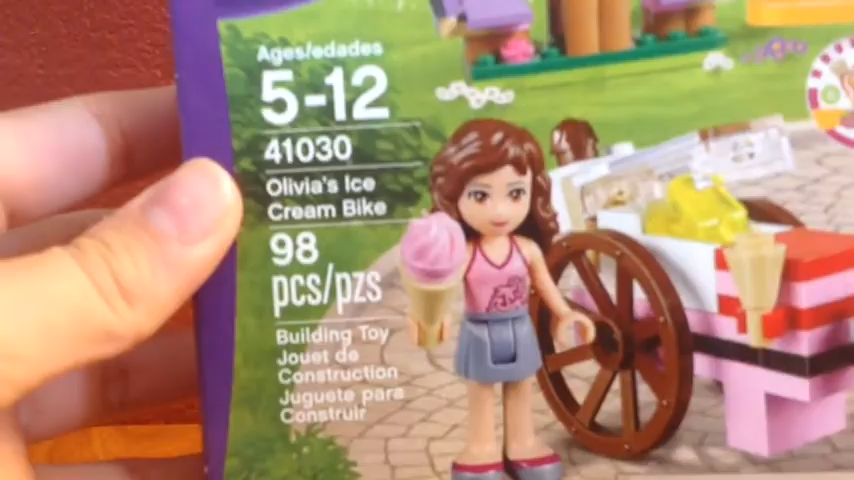 Ages/edades
5-12
41030
Olivia's Ice
Cream Bike
98
pcs/pzs
Building Toy
Jouet de
Construction
Juguete para
Construir